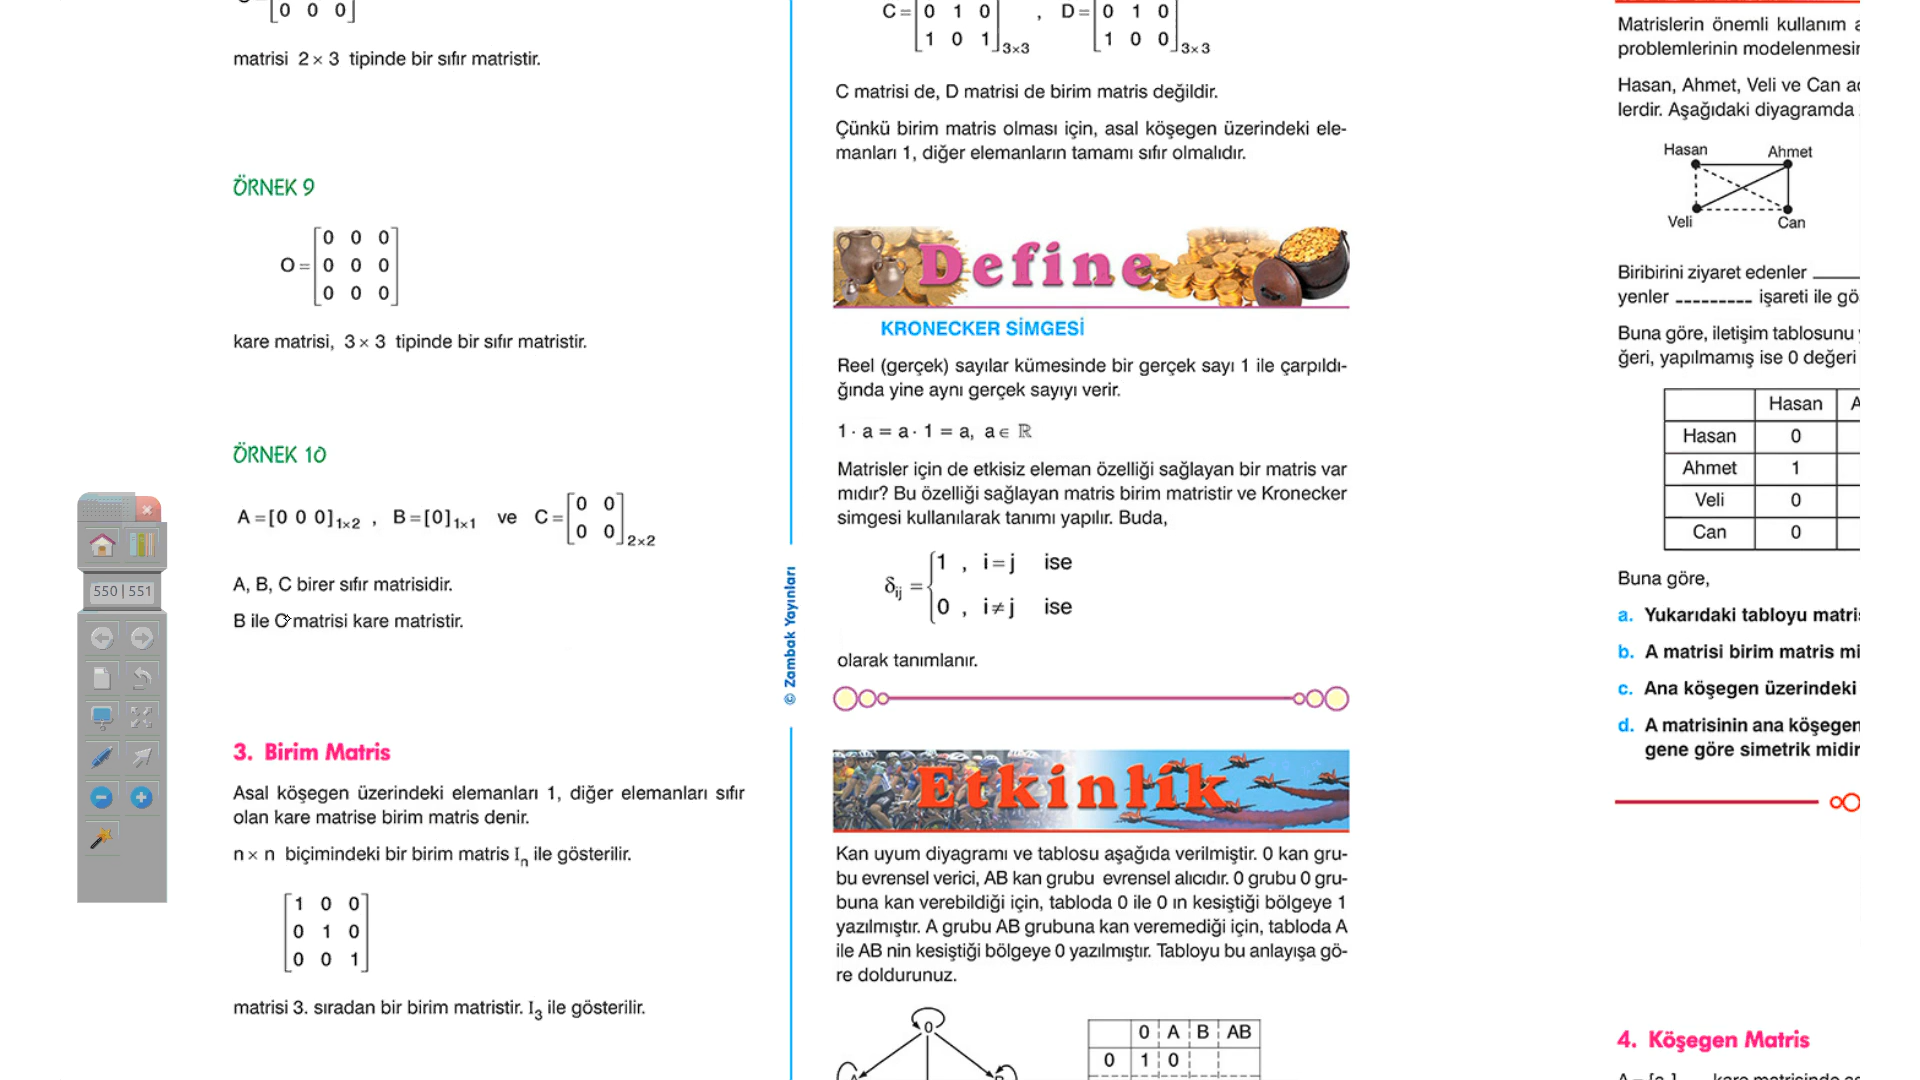 [0 0 0]
matrisi 2 × 3 tipinde bir sıfır matristir.
ÖRNEK 9
0 0 0
O = 0 0 0
0 0 0
kare matrisi, 3 × 3 tipinde bir sıfır matristir.
ÖRNEK 10
A =[0 0 0]1×2 , B =[0]1×1 ve C = [0 0
0 0]2×2
A, B, C birer sıfır matrisidir.
B ile C matrisi kare matristir.
3. Birim Matris
Asal köşegen üzerindeki elemanları 1, diğer elemanları sıfır
olan kare matrise birim matris denir.
n × n biçimindeki bir birim matris In ile gösterilir.
1 0 0
0 1 0
0 0 1
matrisi 3. sıradan bir birim matristir. I3 ile gösterilir.
550 | 551
© Zambak Yayınları
C = 0 1 0 , D = 0 1 0
1 0 1 3×3 1 0 0 3×3
C matrisi de, D matrisi de birim matris değildir.
Çünkü birim matris olması için, asal köşegen üzerindeki ele-
manları 1, diğer elemanların tamamı sıfır olmalıdır.
Define
KRONECKER SİMGESİ
Reel (gerçek) sayılar kümesinde bir gerçek sayı 1 ile çarpıldı-
ğında yine aynı gerçek sayıyı verir.
1 · a = a · 1 = a, a ∈ ℝ
Matrisler için de etkisiz eleman özelliği sağlayan bir matris var
mıdır? Bu özelliği sağlayan matris birim matristir ve Kronecker
simgesi kullanılarak tanımı yapılır. Buda,
δij = { 1 , i = j ise
0 , i ≠ j ise
olarak tanımlanır.
Etkinlik
Kan uyum diyagramı ve tablosu aşağıda verilmiştir. 0 kan gru-
bu evrensel verici, AB kan grubu evrensel alıcıdır. 0 grubu 0 gru-
buna kan verebildiği için, tabloda 0 ile 0 ın kesiştiği bölgeye 1
yazılmıştır. A grubu AB grubuna kan veremediği için, tabloda A
ile AB nin kesiştiği bölgeye 0 yazılmıştır. Tabloyu bu anlayışa gö-
re doldurunuz.
0
0 A B AB
0 1 0
Matrislerin önemli kullanım
problemlerinin
Hasan, Ahmet, Veli ve Can
lerdir. Aşağıdaki diyagramda
Hasan Ahmet
Veli Can
Biribirini ziyaret edenler ____
yenler --------- işareti ile
Buna göre, iletişim tablosunu
ğeri, yapılmamış ise 0 değeri
Hasan A
Hasan 0
Ahmet 1
Veli 0
Can 0
Buna göre,
a. Yukarıdaki tabloyu
b. A matrisi birim matris
c. Ana köşegen üzerindeki
d. A matrisinin ana köşegen
gene göre simetrik
4. Köşegen Matris